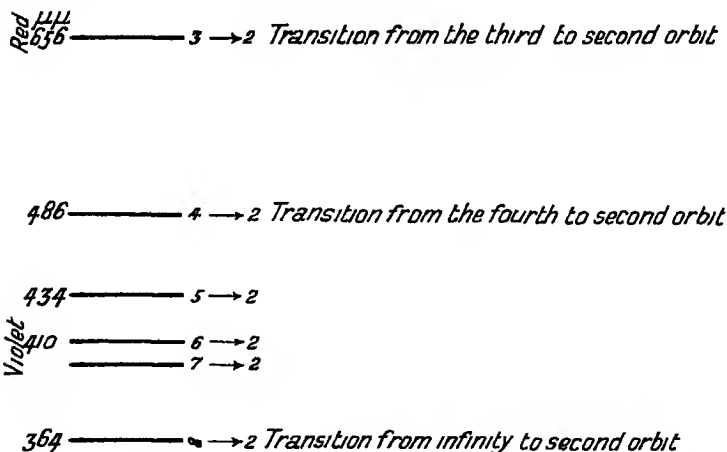 Red μμ
656 3 → 2 Transition from the third to second orbit
486 4 → 2 Transition from the fourth to second orbit
434 5 → 2
Violet 410 6 → 2
7 → 2
364 ∞ → 2 Transition from infinity to second orbit